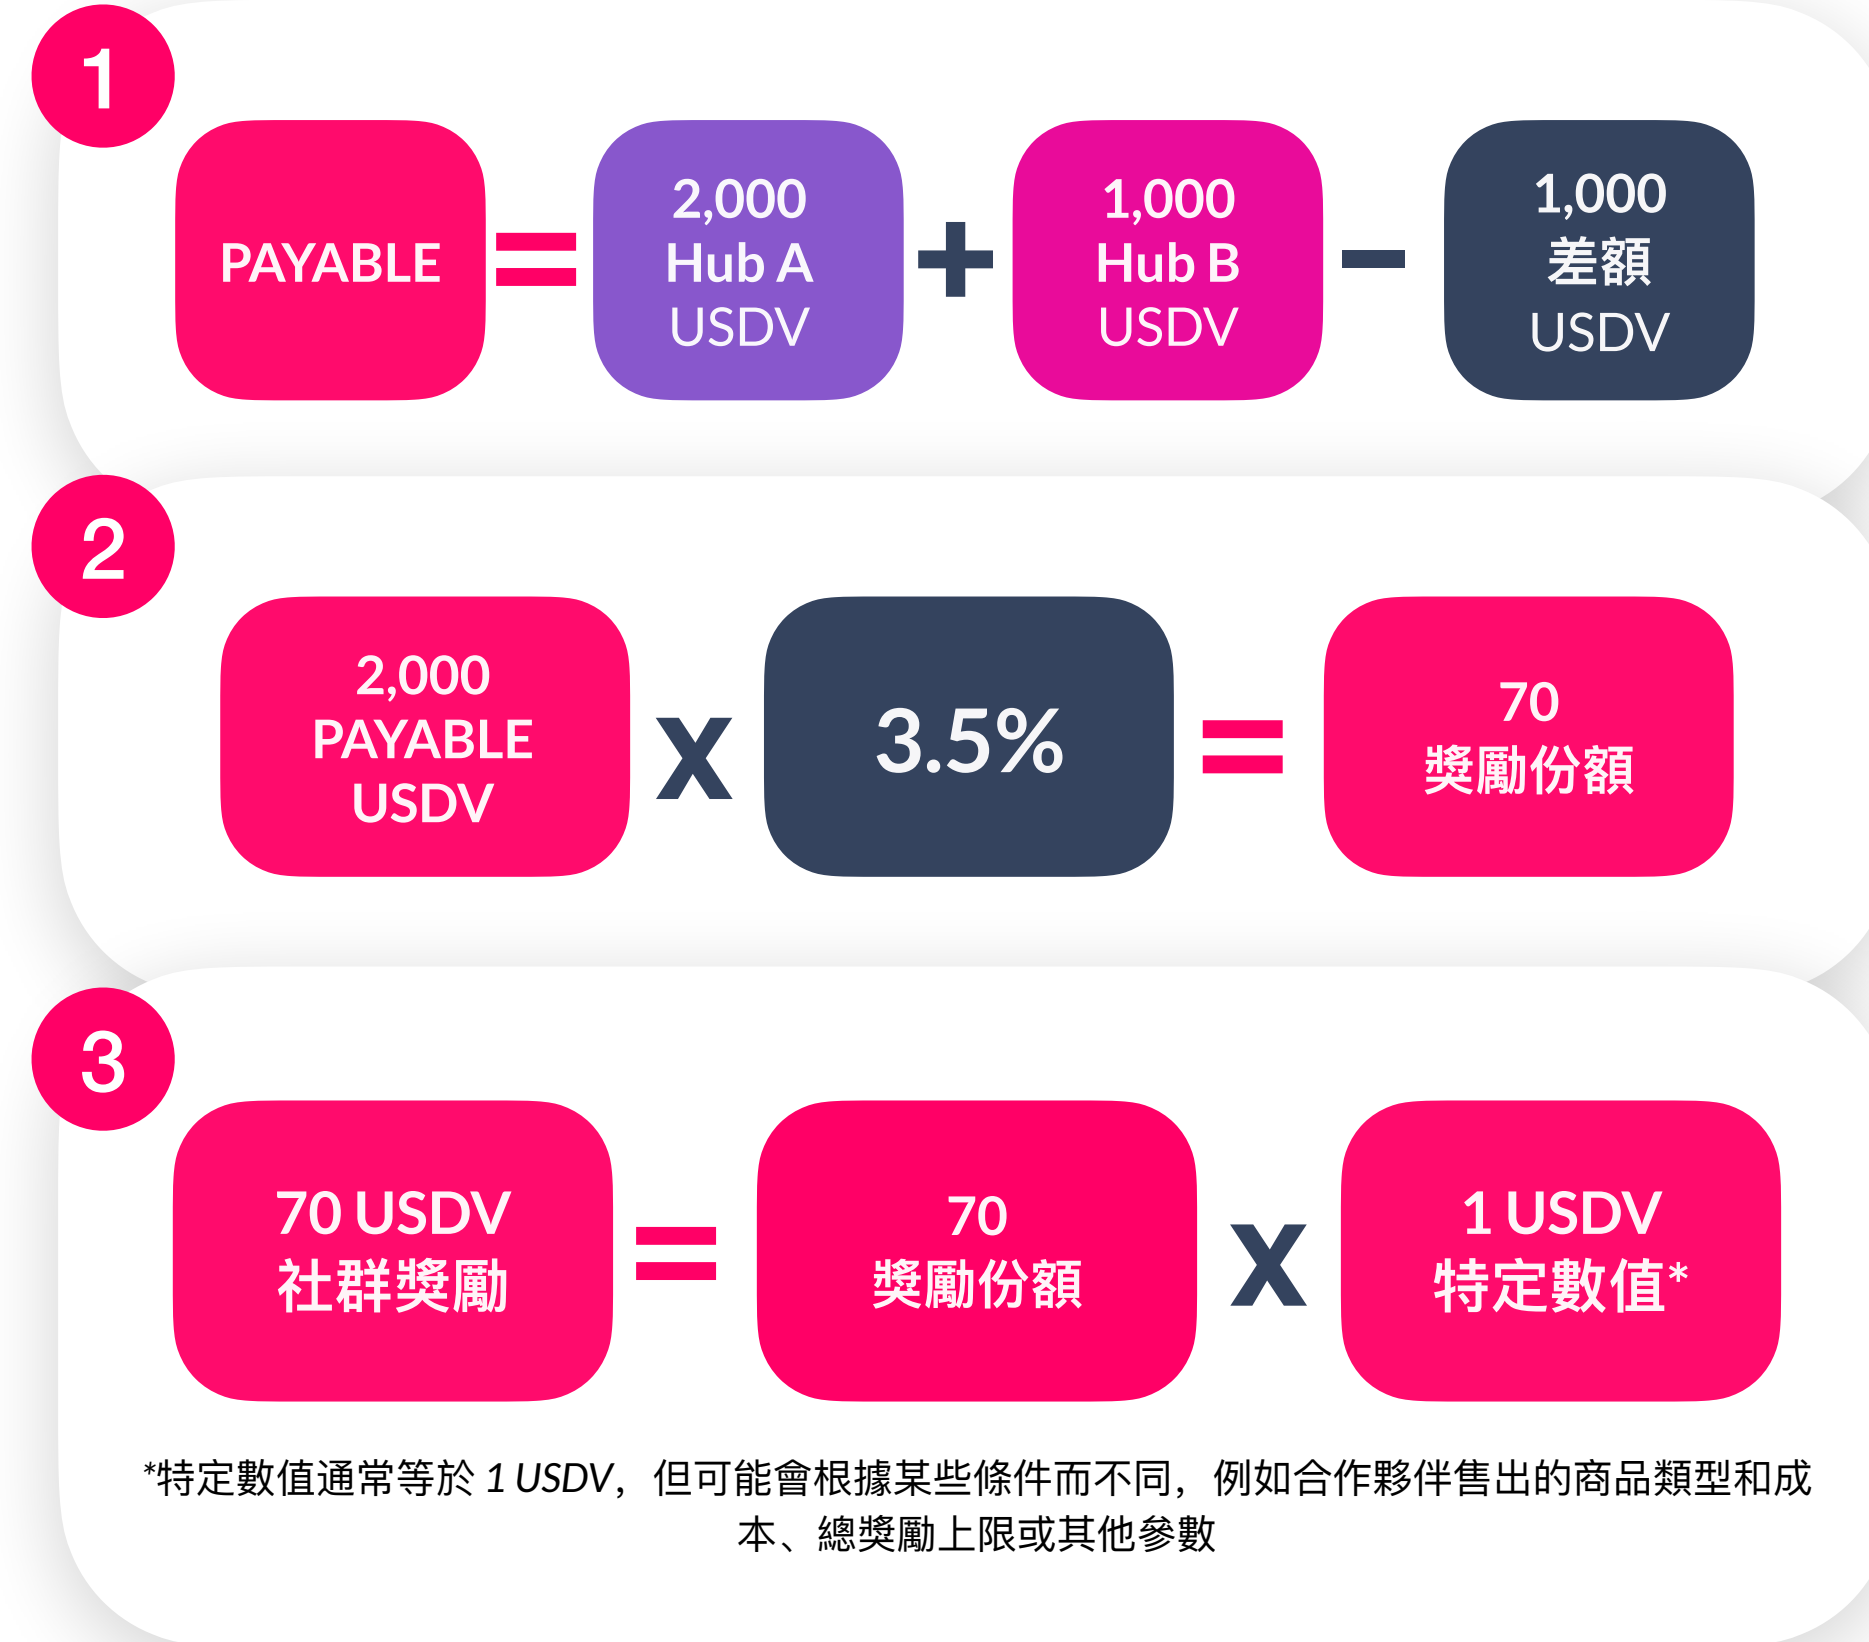 1
PAYABLE
=
2,000
Hub A
USDV
+
1,000
Hub B
USDV
−
1,000
差額
USDV
2
2,000
PAYABLE
USDV
x
3.5%
=
70
獎勵份額
3
70 USDV
社群獎勵
=
70
獎勵份額
x
1 USDV
特定數值*
*特定數值通常等於 1 USDV，但可能會根據某些條件而不同，例如合作夥伴售出的商品類型和成
本、總獎勵上限或其他參數